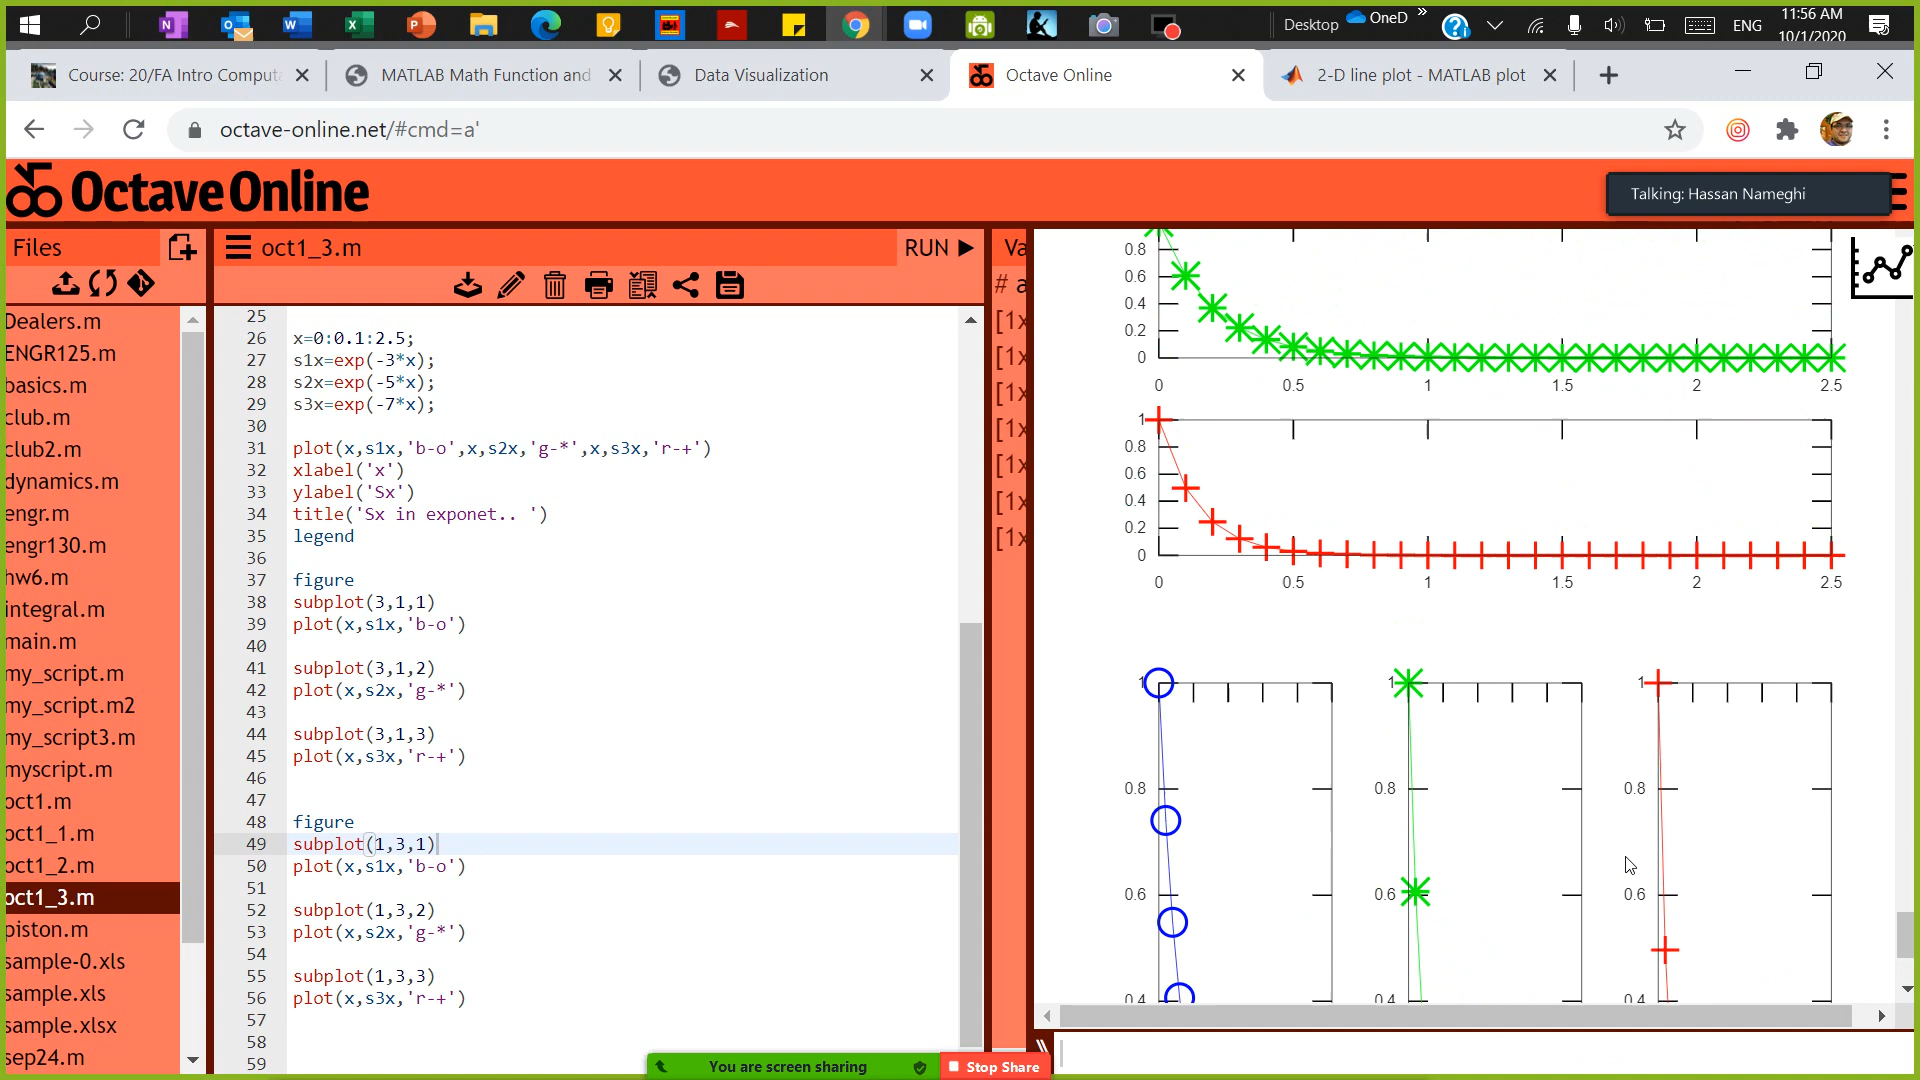 Desktop
OneD
»
ENG
11:56 AM
10/1/2020
Course: 20/FA Intro Computa
MATLAB Math Function and
Data Visualization
Octave Online
2-D line plot - MATLAB plot
octave-online.net/#cmd=a'
Octave Online
Talking: Hassan Nameghi
Files
oct1_3.m
RUN
Va
# a
[1x
[1x
[1x
[1x
[1x
[1x
[1x
Dealers.m
ENGR125.m
basics.m
club.m
club2.m
dynamics.m
engr.m
engr130.m
hw6.m
integral.m
main.m
my_script.m
my_script.m2
my_script3.m
myscript.m
oct1.m
oct1_1.m
oct1_2.m
oct1_3.m
piston.m
sample-0.xls
sample.xls
sample.xlsx
sep24.m
25
26 x=0:0.1:2.5;
27 s1x=exp(-3*x);
28 s2x=exp(-5*x);
29 s3x=exp(-7*x);
30
31 plot(x,s1x,'b-o',x,s2x,'g-*',x,s3x,'r-+')
32 xlabel('x')
33 ylabel('Sx')
34 title('Sx in exponet.. ')
35 legend
36
37 figure
38 subplot(3,1,1)
39 plot(x,s1x,'b-o')
40
41 subplot(3,1,2)
42 plot(x,s2x,'g-*')
43
44 subplot(3,1,3)
45 plot(x,s3x,'r-+')
46
47
48 figure
49 subplot(1,3,1)
50 plot(x,s1x,'b-o')
51
52 subplot(1,3,2)
53 plot(x,s2x,'g-*')
54
55 subplot(1,3,3)
56 plot(x,s3x,'r-+')
57
58
59
0.8
0.6
0.4
0.2
0
0 0.5 1 1.5 2 2.5
1
0.8
0.6
0.4
0.2
0
0 0.5 1 1.5 2 2.5
1 1 1
0.8 0.8 0.8
0.6 0.6 0.6
0.4 0.4 0.4
You are screen sharing
Stop Share